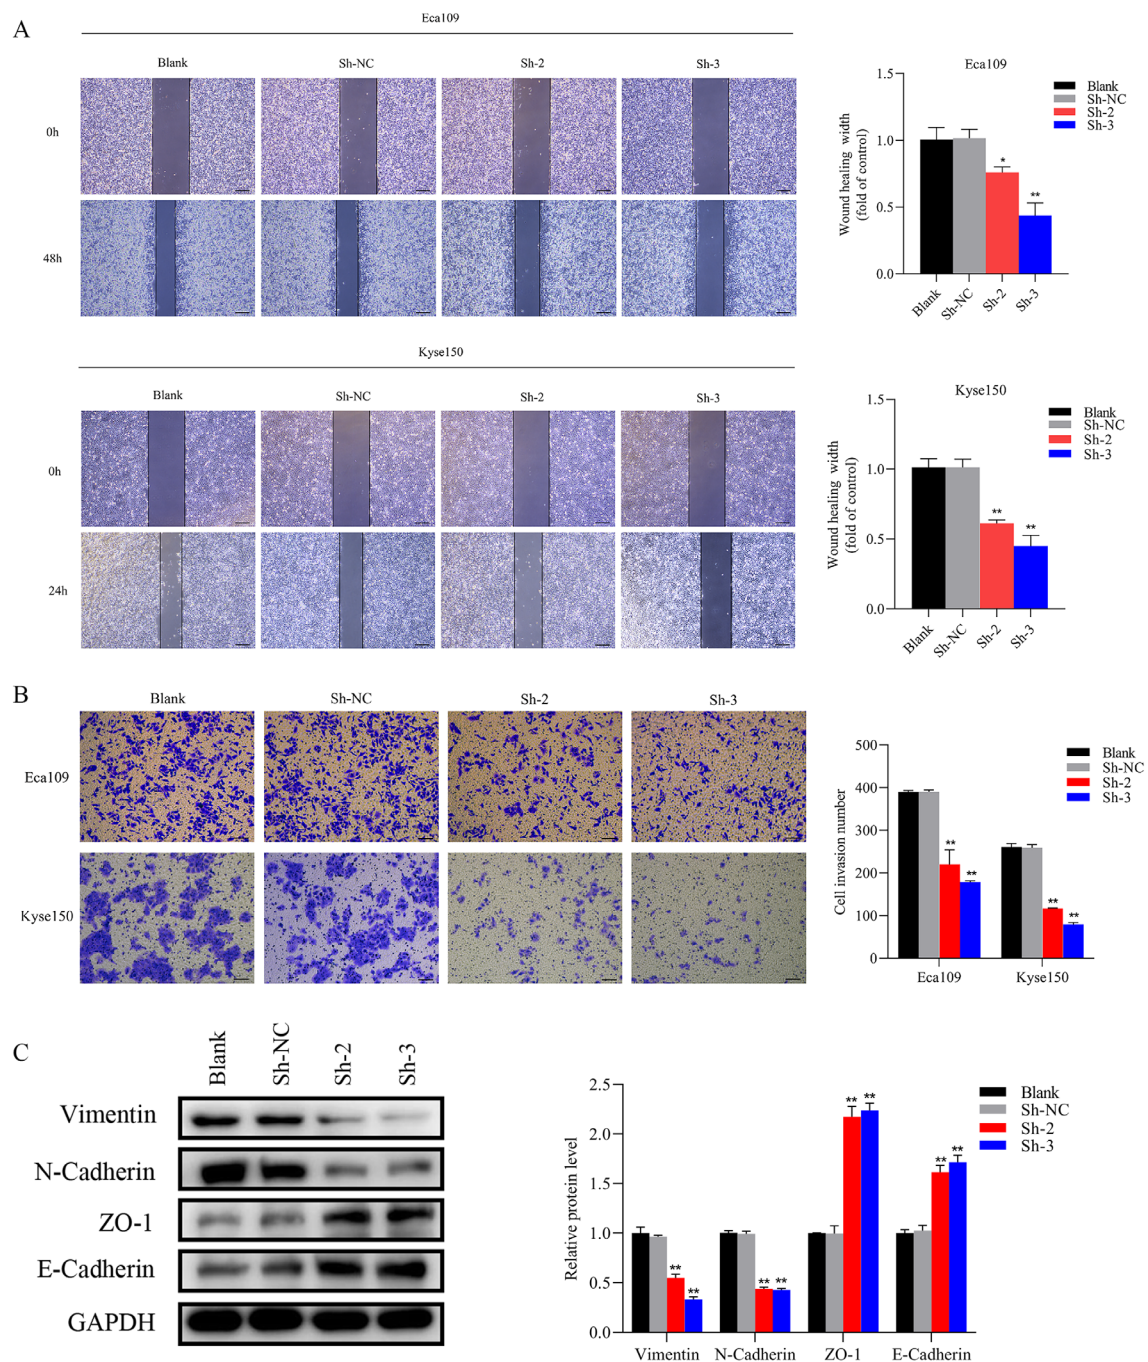 A
Eca109
Blank Sh-NC Sh-2 Sh-3
0h
48h
Eca109
Wound healing width
(fold of control)
1.5
1.0
0.5
0.0
Blank
Sh-NC
Sh-2
Sh-3
*
**
Blank
Sh-NC
Sh-2
Sh-3
Kyse150
Blank Sh-NC Sh-2 Sh-3
0h
24h
Kyse150
Wound healing width
(fold of control)
1.5
1.0
0.5
0.0
Blank
Sh-NC
Sh-2
Sh-3
**
**
Blank
Sh-NC
Sh-2
Sh-3
B
Blank Sh-NC Sh-2 Sh-3
Eca109
Kyse150
Cell invasion number
500
400
300
200
100
0
Blank
Sh-NC
Sh-2
Sh-3
**
**
**
**
Eca109 Kyse150
C
Blank
Sh-NC
Sh-2
Sh-3
Vimentin
N-Cadherin
ZO-1
E-Cadherin
GAPDH
Relative protein level
2.5
2.0
1.5
1.0
0.5
0.0
Blank
Sh-NC
Sh-2
Sh-3
**
**
** **
** **
** **
Vimentin N-Cadherin ZO-1 E-Cadherin